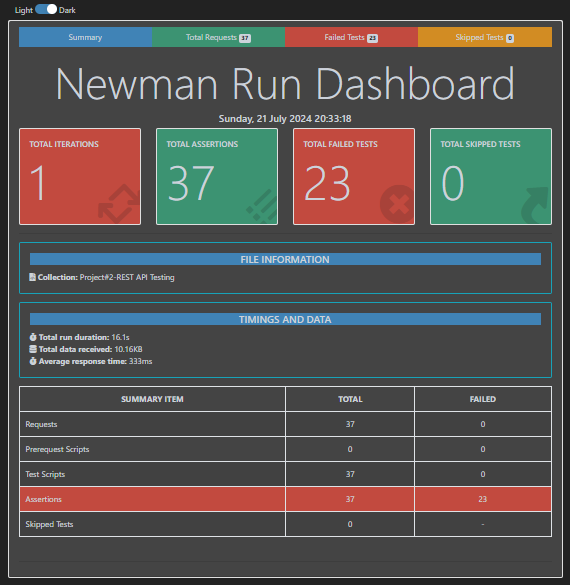 Light Dark
Summary Total Requests 37 Failed Tests 23 Skipped Tests 0
Newman Run Dashboard
Sunday, 21 July 2024 20:33:18
TOTAL ITERATIONS TOTAL ASSERTIONS TOTAL FAILED TESTS TOTAL SKIPPED TESTS
1 37 23 0
FILE INFORMATION
Collection: Project#2-REST API Testing
TIMINGS AND DATA
Total run duration: 16.1s
Total data received: 10.16KB
Average response time: 333ms
SUMMARY ITEM TOTAL FAILED
Requests 37 0
Prerequest Scripts 0 0
Test Scripts 37 0
Assertions 37 23
Skipped Tests 0 -